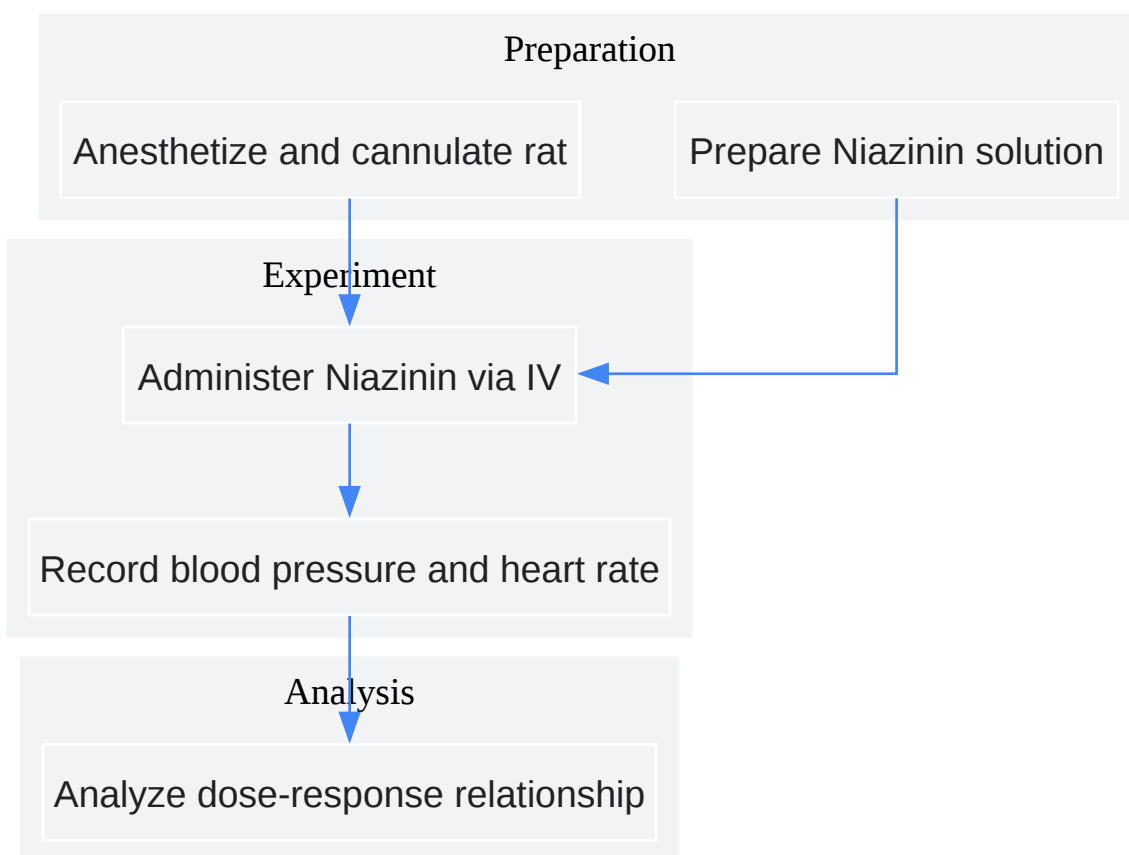 Preparation
Anesthetize and cannulate rat
Prepare Niazinin solution
Experiment
Administer Niazinin via IV
Record blood pressure and heart rate
Analysis
Analyze dose-response relationship